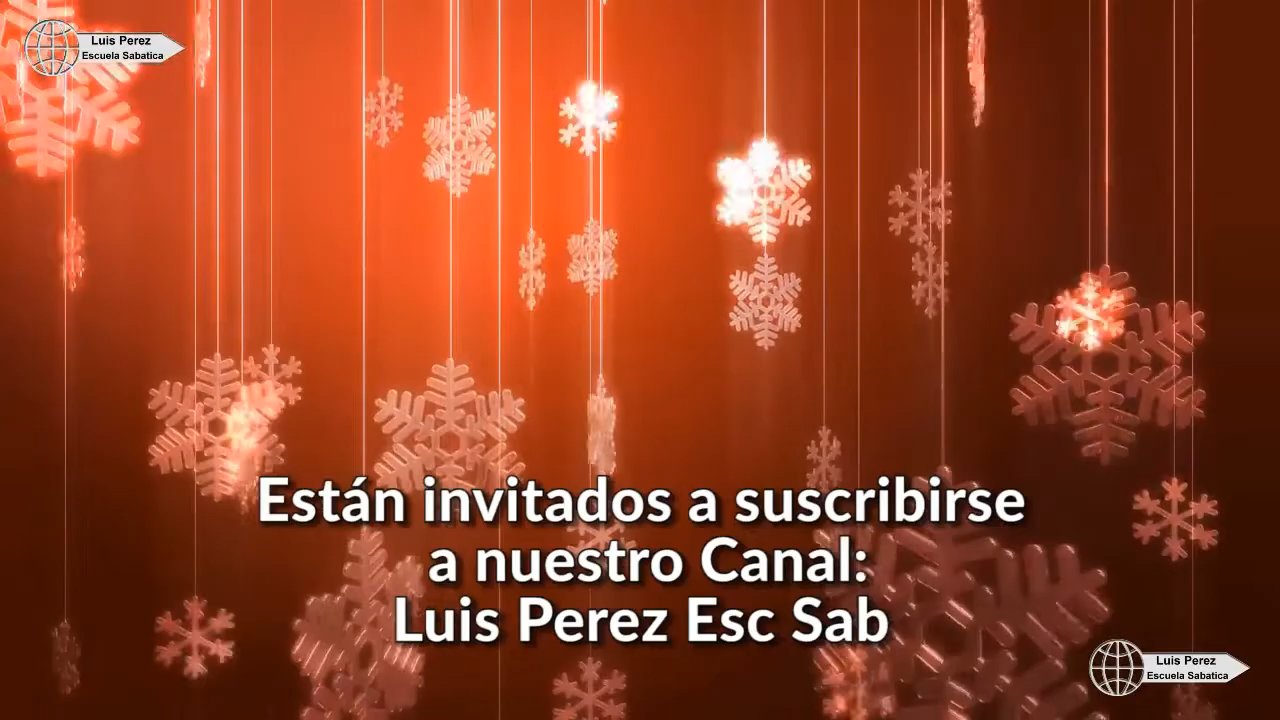 Luis Perez
Escuela Sabatica
Están invitados a suscribirse
a nuestro Canal:
Luis Perez Esc Sab
Luis Perez
Escuela Sabatica